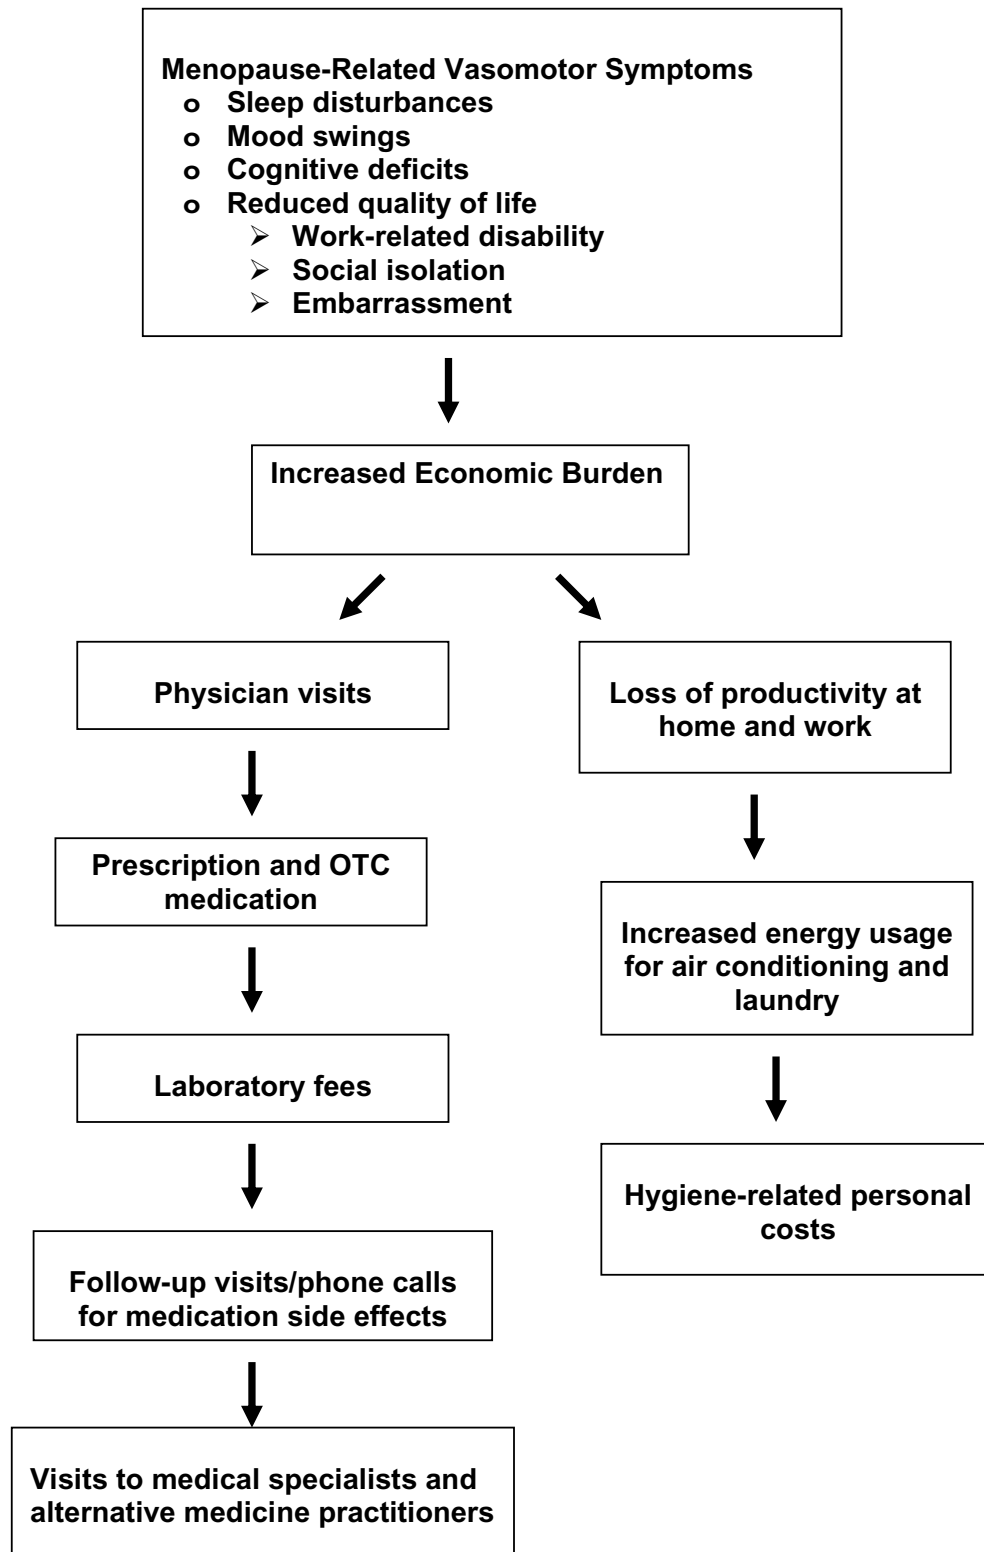 Menopause-Related Vasomotor Symptoms
o Sleep disturbances
o Mood swings
o Cognitive deficits
o Reduced quality of life
➢ Work-related disability
➢ Social isolation
➢ Embarrassment
Increased Economic Burden
Physician visits
Prescription and OTC
medication
Laboratory fees
Follow-up visits/phone calls
for medication side effects
Visits to medical specialists and
alternative medicine practitioners
Loss of productivity at
home and work
Increased energy usage
for air conditioning and
laundry
Hygiene-related personal
costs